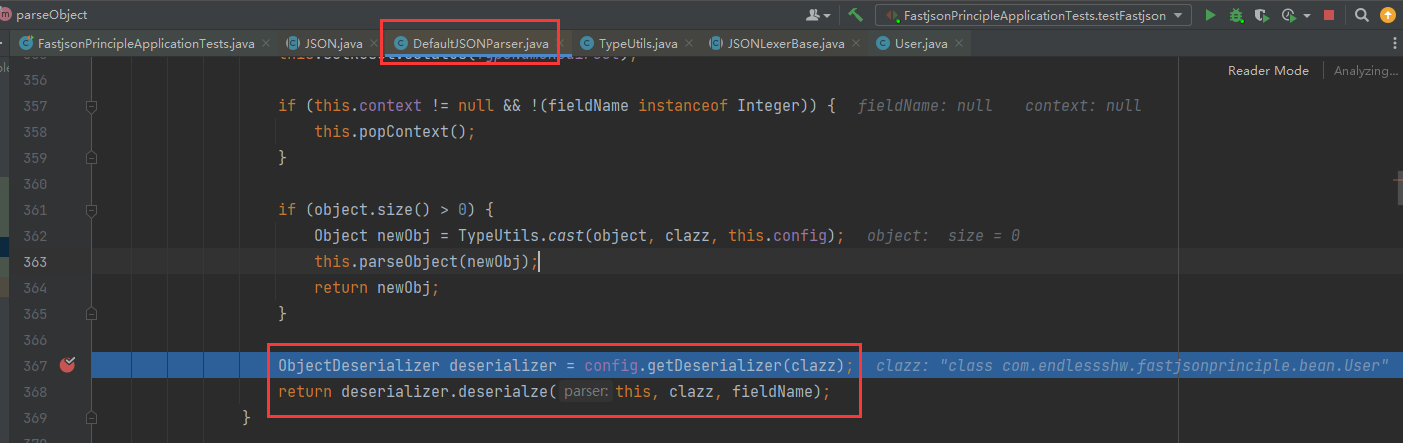 parseObject
FastjsonPrincipleApplicationTests.testFastjson
FastjsonPrincipleApplicationTests.java JSON.java DefaultJSONParser.java TypeUtils.java JSONLexerBase.java User.java
Reader Mode Analyzing...
356
357 if (this.context != null && !(fieldName instanceof Integer)) { fieldName: null context: null
358 this.popContext();
359 }
360
361 if (object.size() > 0) {
362 Object newObj = TypeUtils.cast(object, clazz, this.config); object: size = 0
363 this.parseObject(newObj);
364 return newObj;
365 }
366
367 ObjectDeserializer deserializer = config.getDeserializer(clazz); clazz: "class com.endlessshw.fastjsonprinciple.bean.User"
368 return deserializer.deserialze( parser: this, clazz, fieldName);
369 }